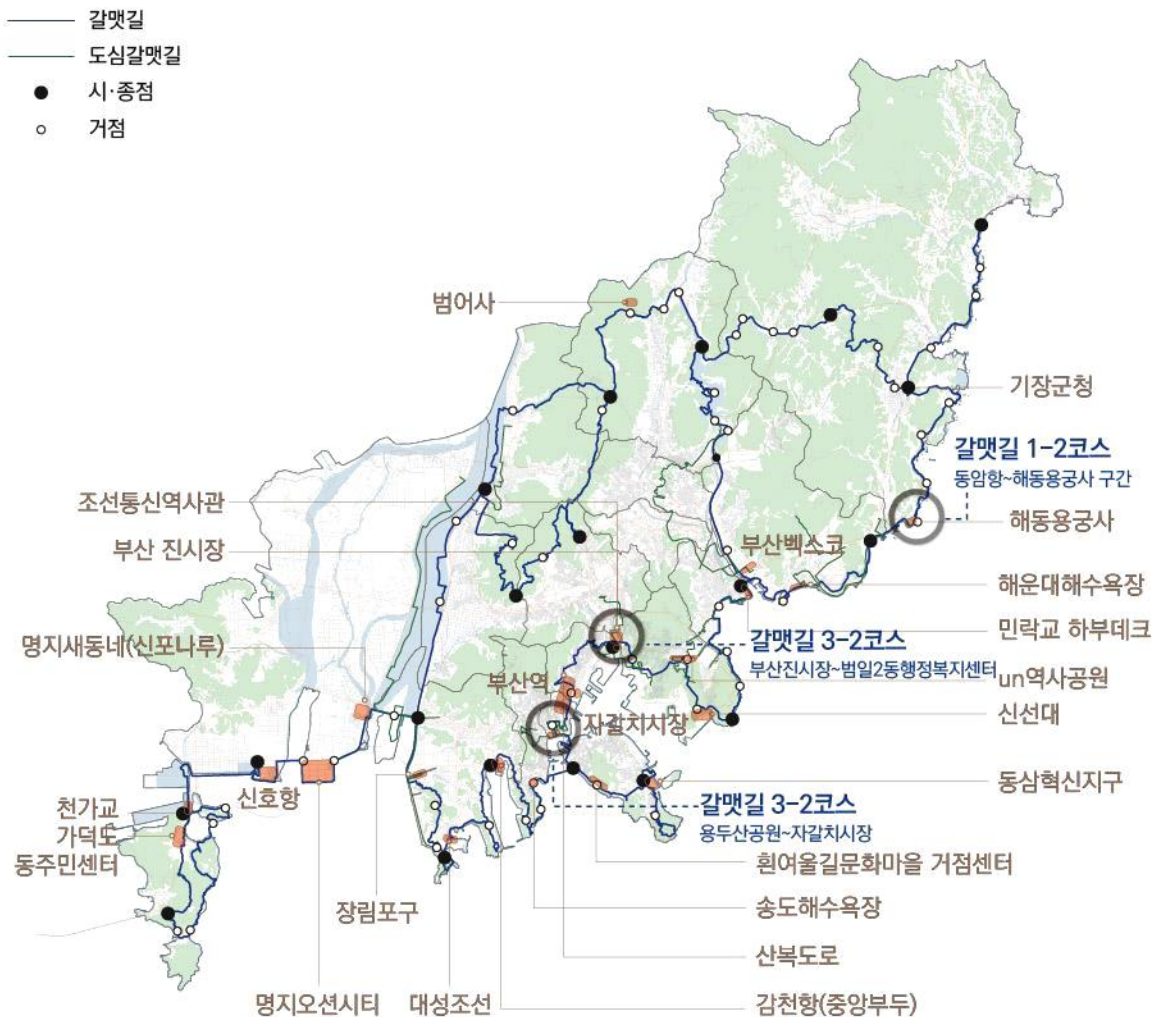 갈맷길
도심갈맷길
시·종점
거점
범어사
기장군청
갈맷길 1-2코스
동암항~해동용궁사 구간
조선통신역사관
해동용궁사
부산 진시장
부산벡스코
해운대해수욕장
명지새동네(신포나루)
갈맷길 3-2코스
민락교 하부데크
부산진시장~범일2동행정복지센터
un역사공원
부산역
신선대
자갈치시장
신호항
동삼혁신지구
천가교
갈맷길 3-2코스
가덕도
용두산공원~자갈치시장
동주민센터
흰여울길문화마을 거점센터
장림포구
송도해수욕장
산복도로
명지오션시티
대성조선
감천항(중앙부두)